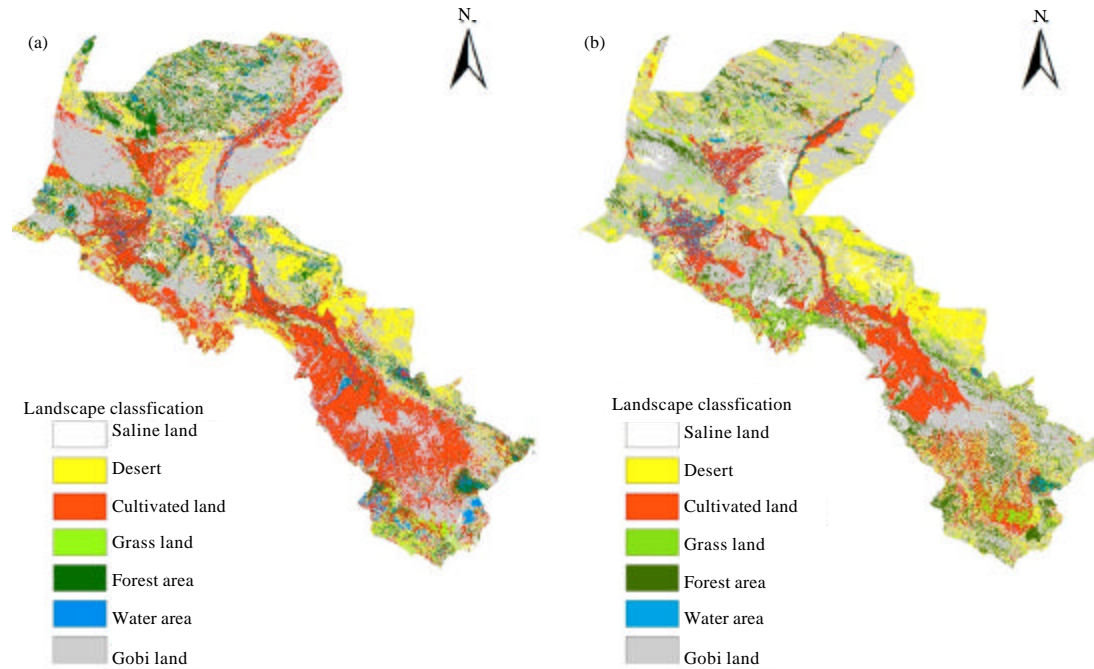 (a)
N
Landscape classfication
Saline land
Desert
Cultivated land
Grass land
Forest area
Water area
Gobi land
(b)
N
Landscape classfication
Saline land
Desert
Cultivated land
Grass land
Forest area
Water area
Gobi land